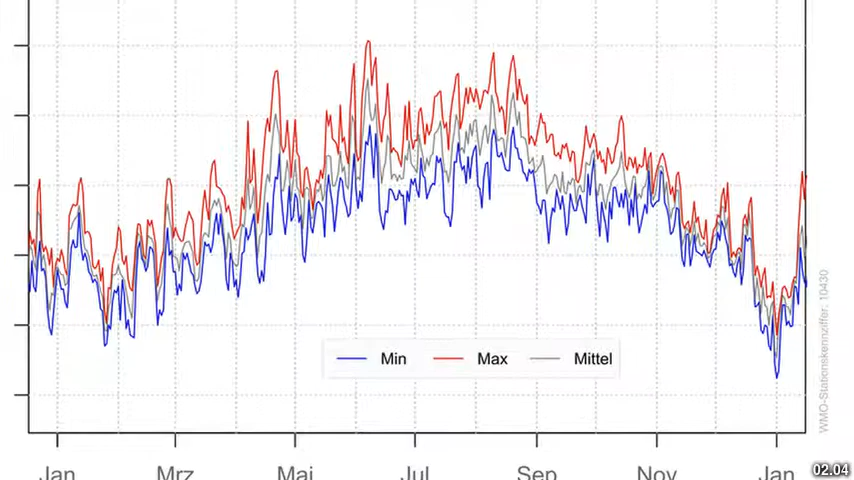 Min Max Mittel
WMO-Stationskennziffer: 10430
Jan Mrz Mai Jul Sep Nov Jan
02.04